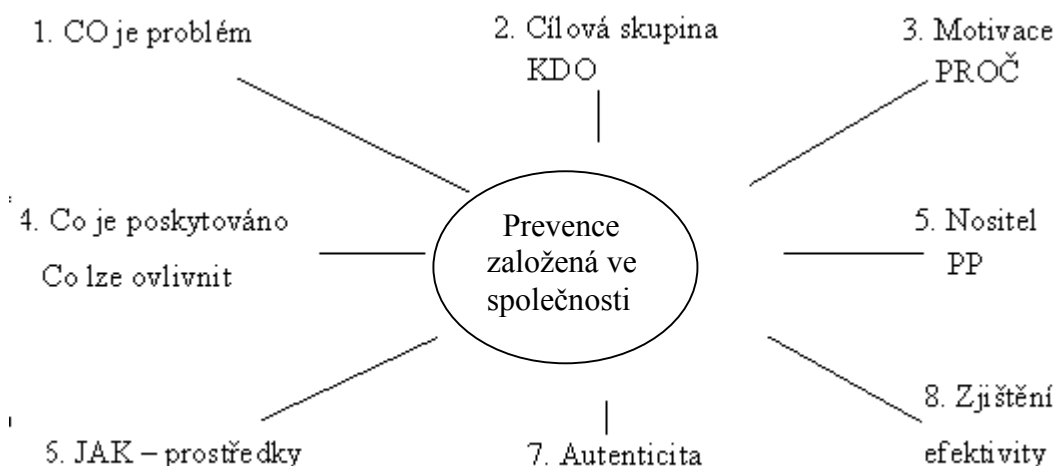 1. CO je problém
2. Cílová skupina
KDO
3. Motivace
PROČ
4. Co je poskytováno
Co lze ovlivnit
Prevence
založená ve
společnosti
5. Nositel
PP
6. JAK – prostředky
7. Autenticita
8. Zjištění
efektivity